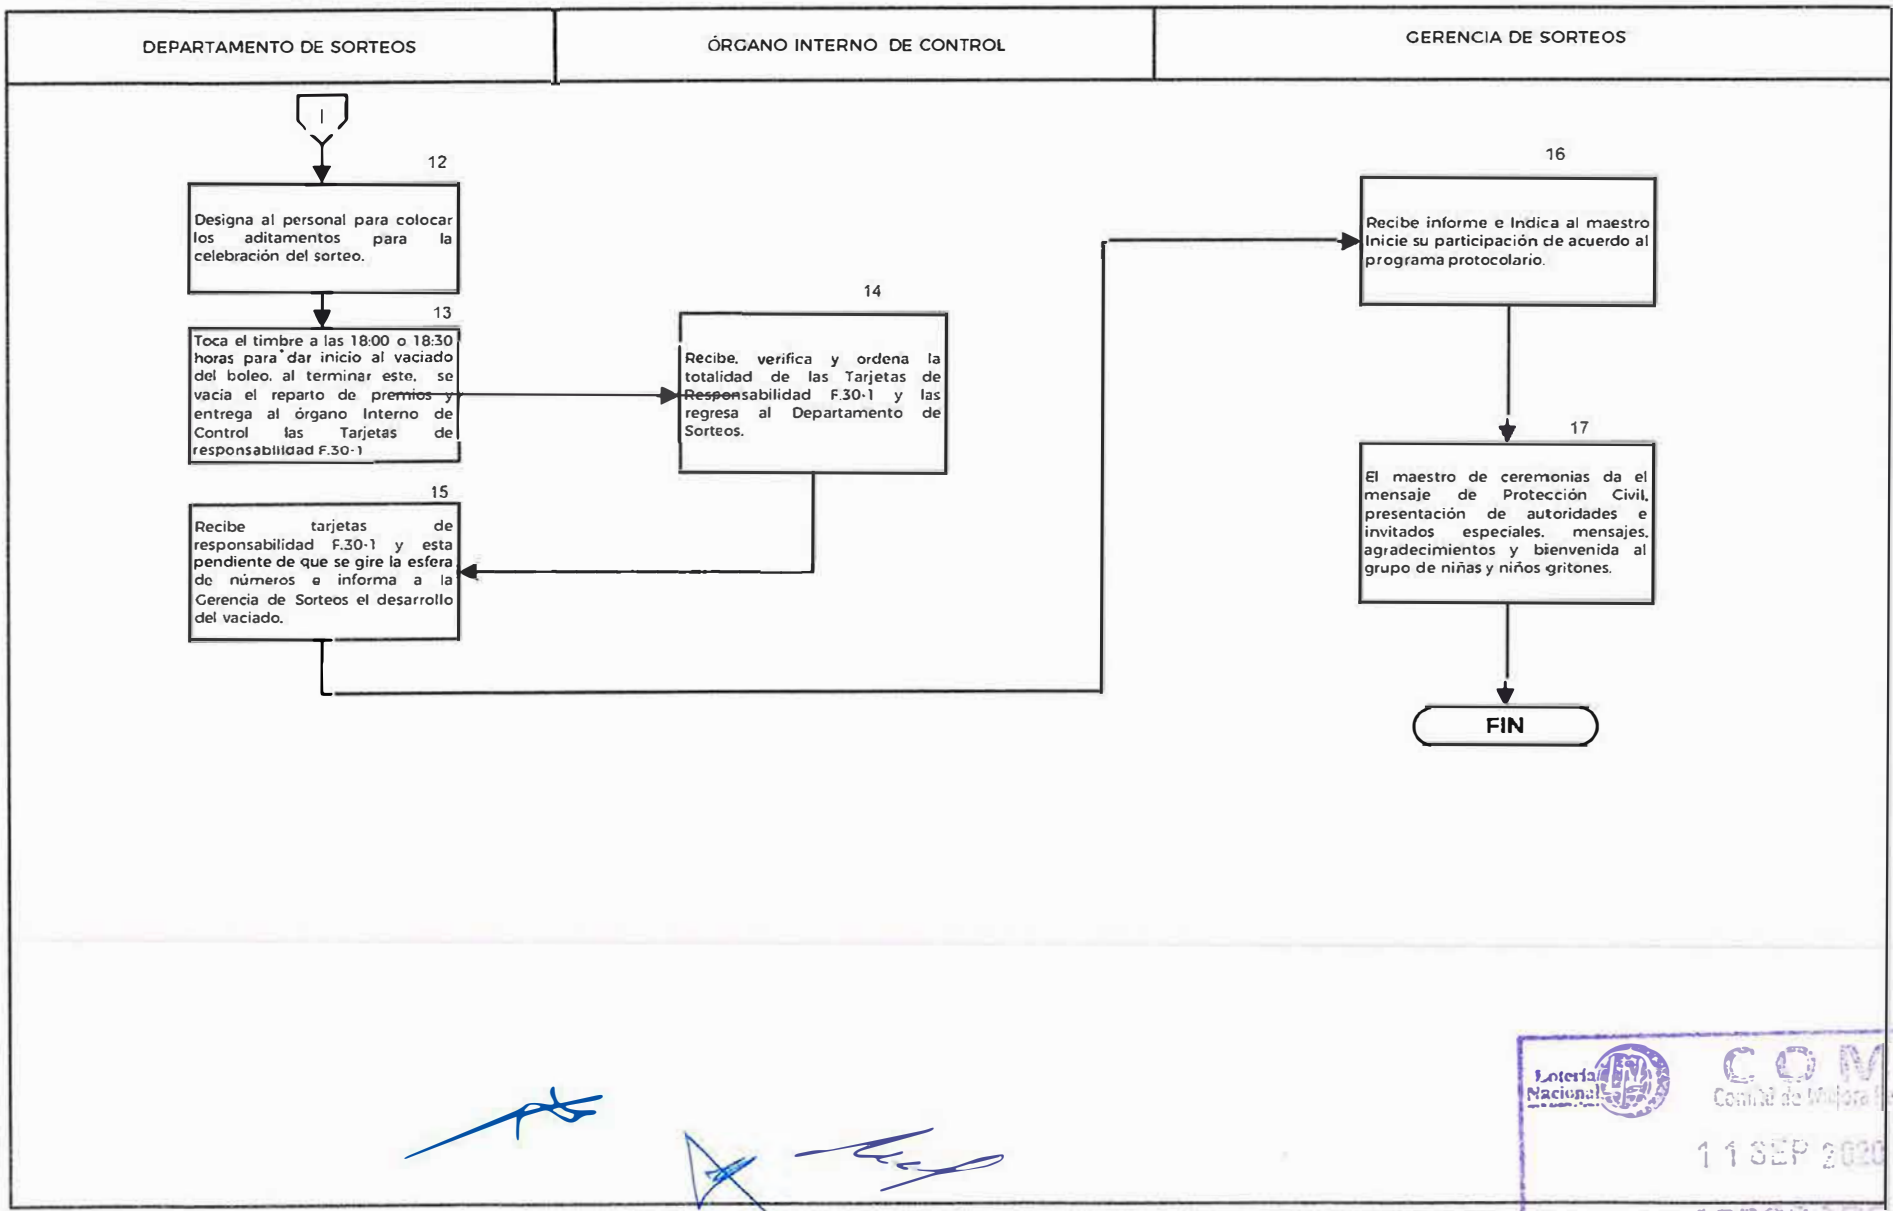 DEPARTAMENTO DE SORTEOS
ÓRGANO INTERNO DE CONTROL
GERENCIA DE SORTEOS
I
12
Designa al personal para colocar
los aditamentos para la
celebración del sorteo.
13
Toca el timbre a las 18:00 o 18:30
horas para dar inicio al vaciado
del boleo, al terminar este, se
vacía el reparto de premios y
entrega al órgano Interno de
Control las Tarjetas de
responsabilidad F.30-1
14
Recibe, verifica y ordena la
totalidad de las Tarjetas de
Responsabilidad F.30-1 y las
regresa al Departamento de
Sorteos.
15
Recibe tarjetas de
responsabilidad F.30-1 y esta
pendiente de que se gire la esfera
de números e informa a la
Gerencia de Sorteos el desarrollo
del vaciado.
16
Recibe informe e Indica al maestro
Inicie su participación de acuerdo al
programa protocolario.
17
El maestro de ceremonias da el
mensaje de Protección Civil,
presentación de autoridades e
invitados especiales, mensajes,
agradecimientos y bienvenida al
grupo de niñas y niños gritones.
FIN
Lotería
Nacional
COM
Comité de Mejora
11 SEP 2020